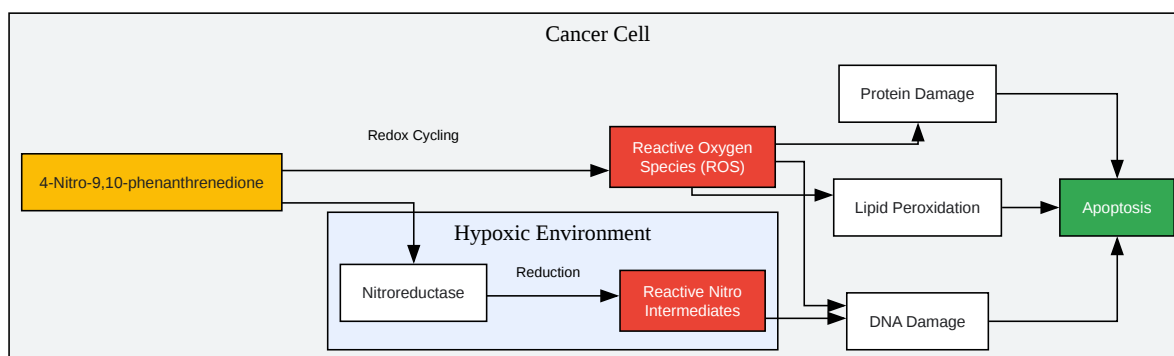 Cancer Cell
Protein Damage
Redox Cycling
Reactive Oxygen
Species (ROS)
4-Nitro-9,10-phenanthrenedione
Lipid Peroxidation
Apoptosis
Hypoxic Environment
Nitroreductase
Reduction
Reactive Nitro
Intermediates
DNA Damage